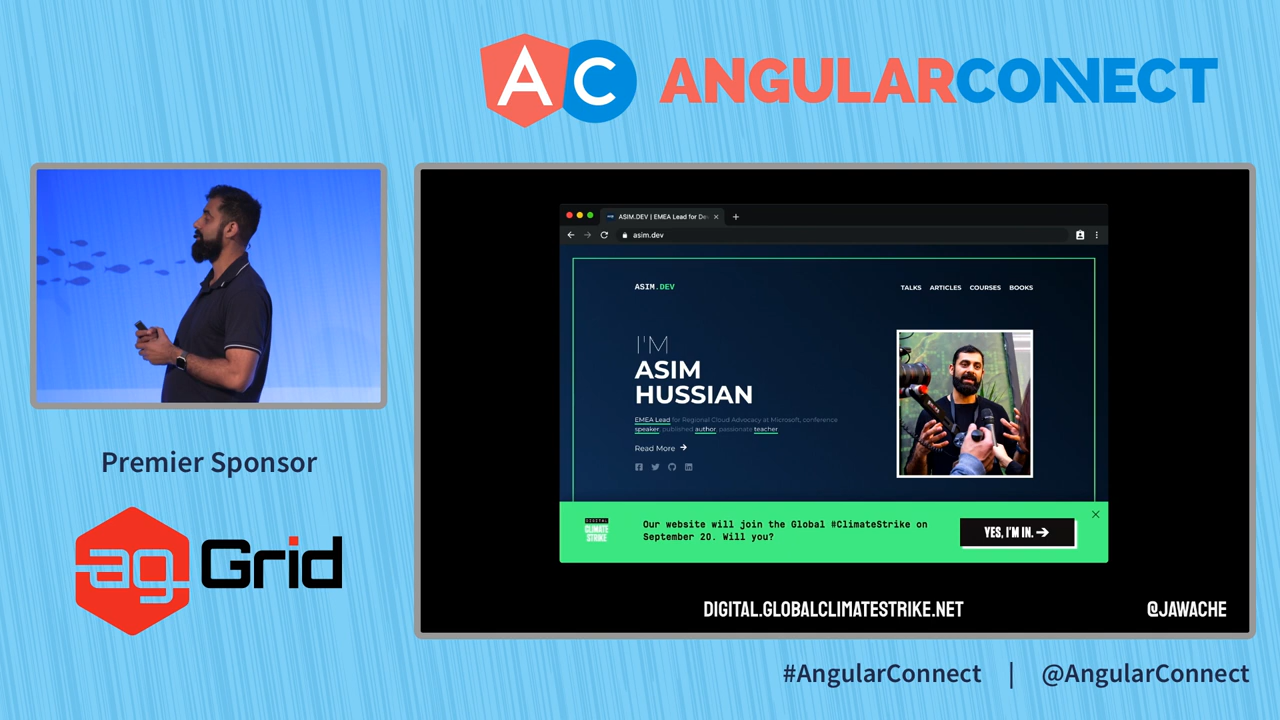 AC ANGULARCONNECT
ASIM.DEV | EMEA Lead for De
asim.dev
ASIM.DEV
TALKS ARTICLES COURSES BOOKS
I'M
ASIM
HUSSIAN
EMEA Lead for Regional Cloud Advocacy at Microsoft, conference
speaker, published author, passionate teacher
Read More
DIGITAL
CLIMATE
STRIKE
Our website will join the Global #ClimateStrike on
September 20. Will you?
YES, I'M IN.
DIGITAL.GLOBALCLIMATESTRIKE.NET
@JAWACHE
Premier Sponsor
ag Grid
#AngularConnect | @AngularConnect